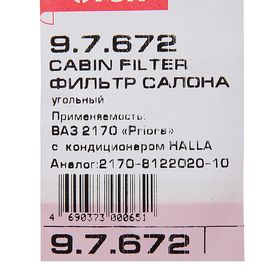 9.7.672
CABIN FILTER
ФИЛЬТР САЛОНА
угольный
Применяемость:
ВАЗ 2170 «Priora»
с кондиционером HALLA
Аналог:2170-8122020-10
4 690373 000651
9.7.672